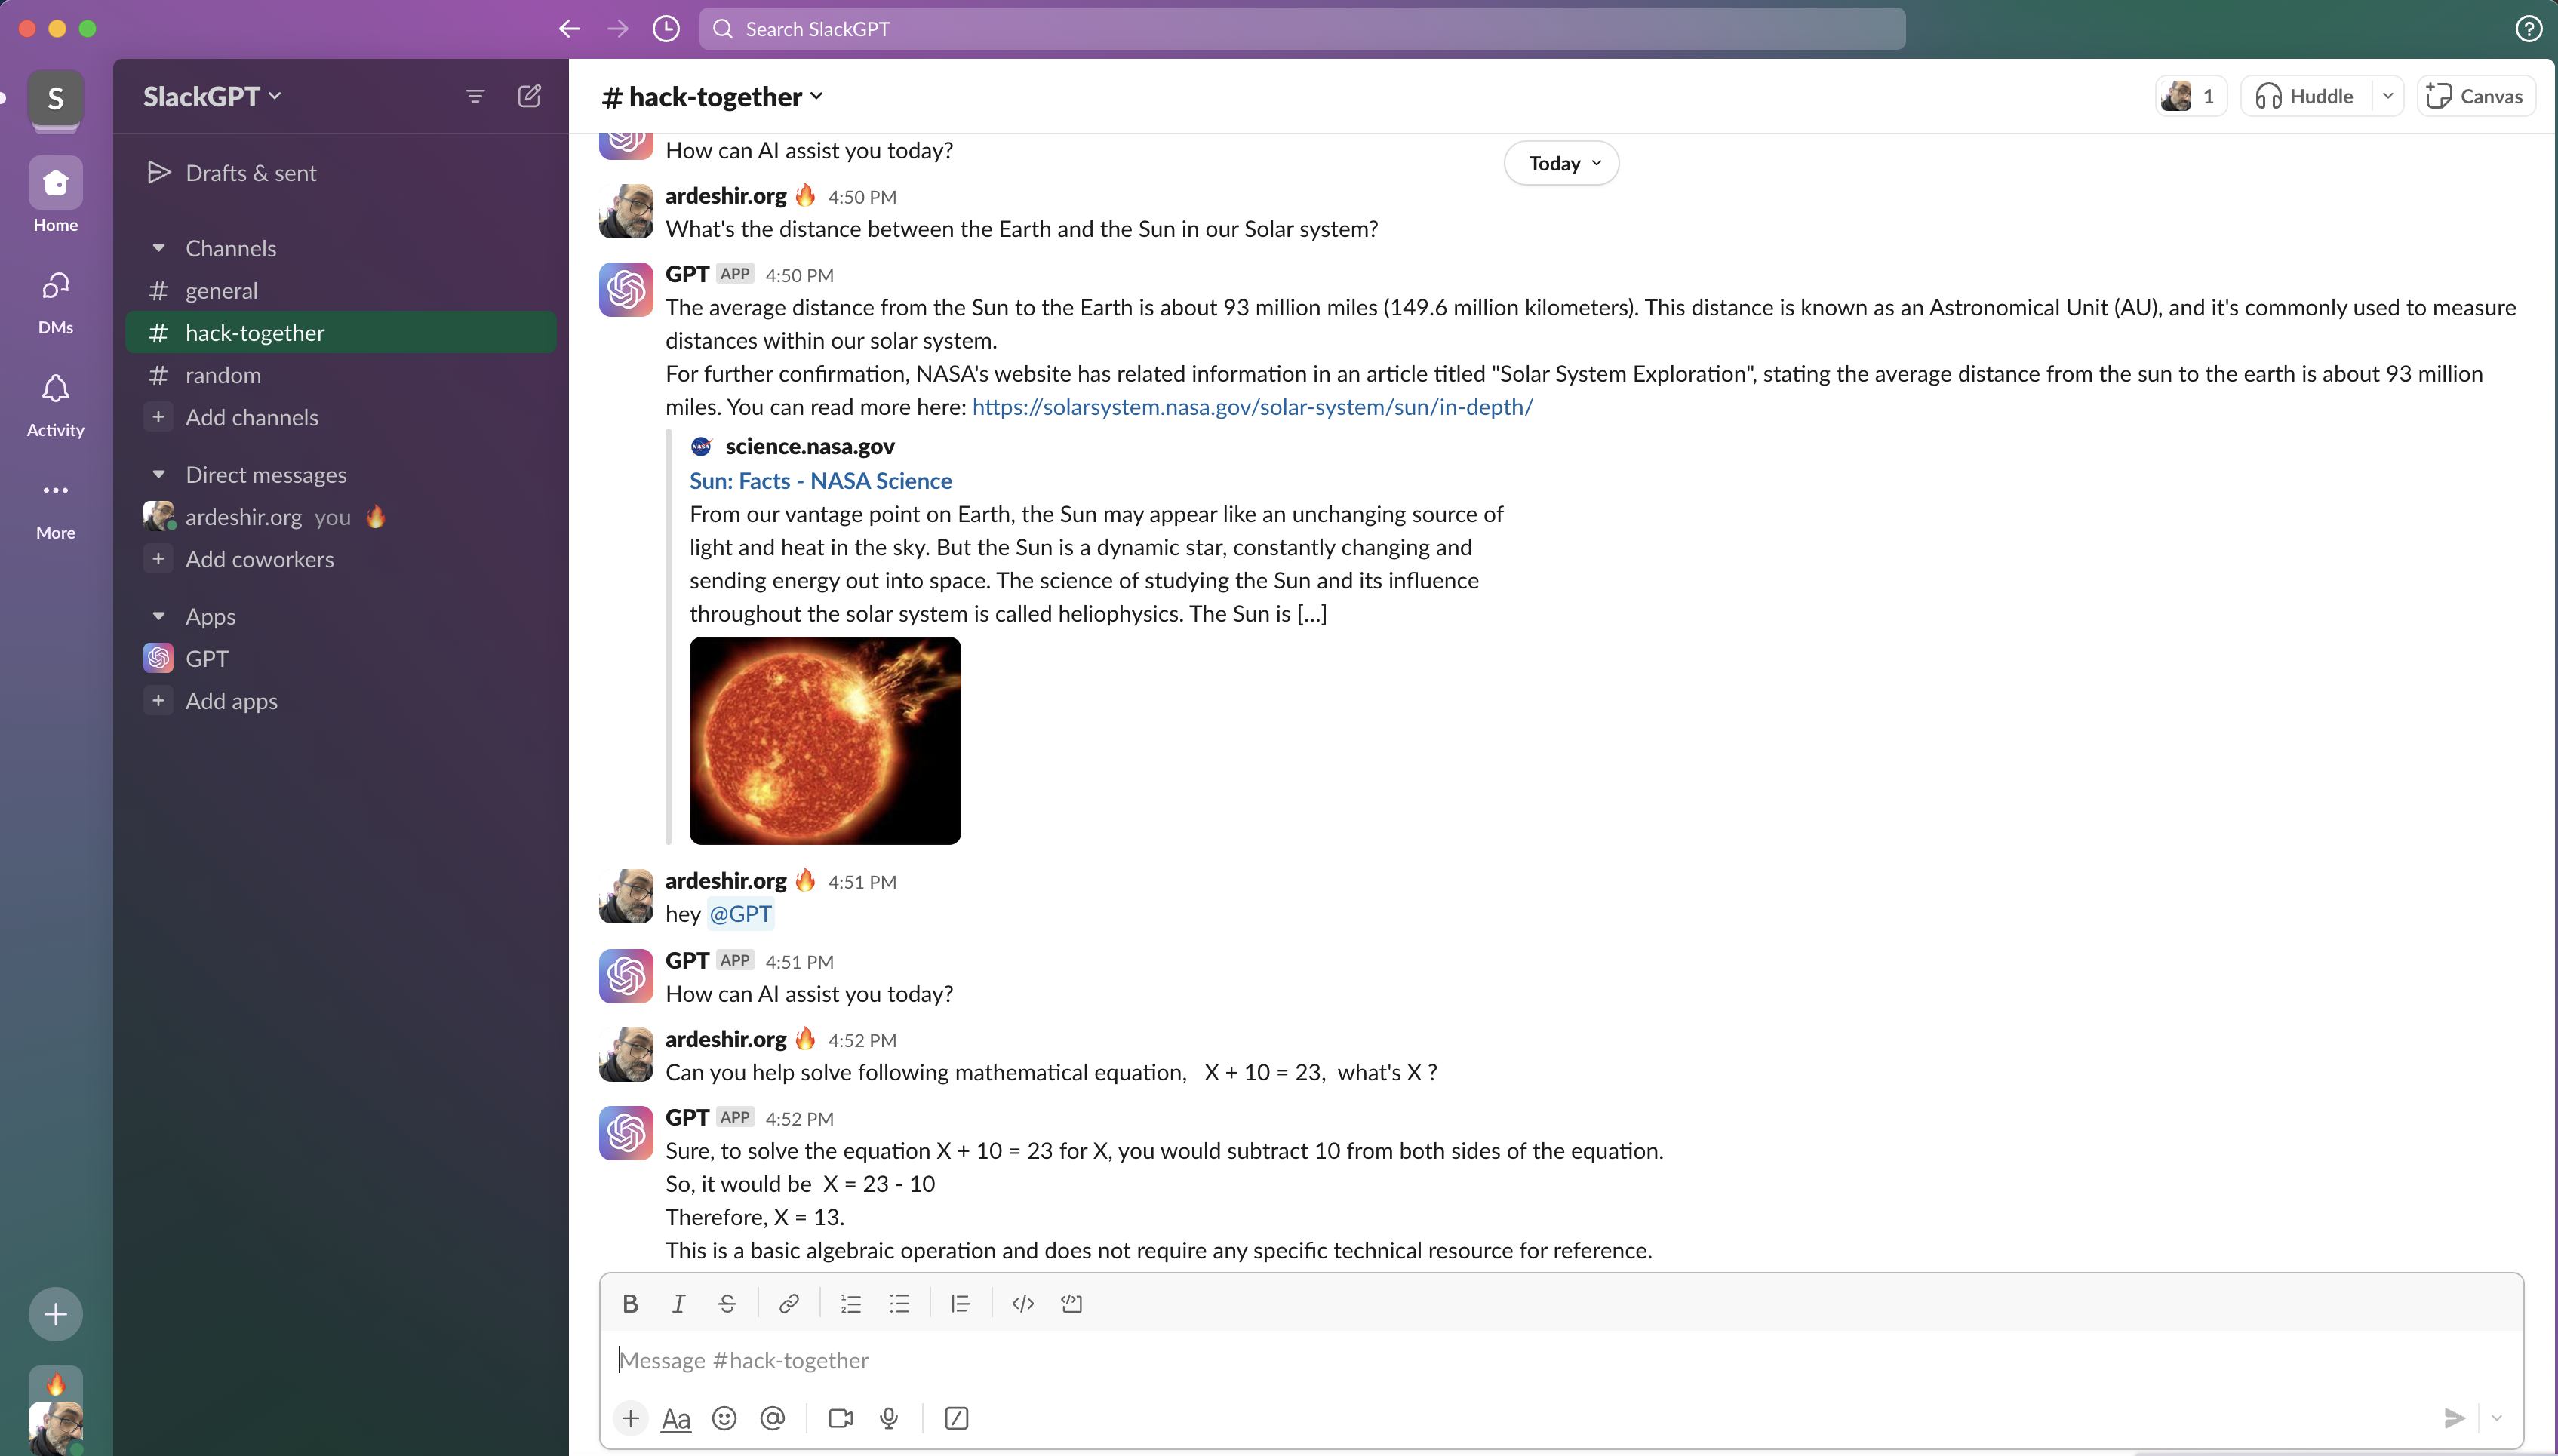 Search SlackGPT
S
Home
DMs
Activity
More
SlackGPT
Drafts & sent
Channels
# general
# hack-together
# random
+ Add channels
Direct messages
ardeshir.org you 🔥
+ Add coworkers
Apps
GPT
+ Add apps
# hack-together
1
Huddle
Canvas
Today
How can AI assist you today?
ardeshir.org 🔥 4:50 PM
What's the distance between the Earth and the Sun in our Solar system?
GPT APP 4:50 PM
The average distance from the Sun to the Earth is about 93 million miles (149.6 million kilometers). This distance is known as an Astronomical Unit (AU), and it's commonly used to measure
distances within our solar system.
For further confirmation, NASA's website has related information in an article titled "Solar System Exploration", stating the average distance from the sun to the earth is about 93 million
miles. You can read more here: https://solarsystem.nasa.gov/solar-system/sun/in-depth/
NASA science.nasa.gov
Sun: Facts - NASA Science
From our vantage point on Earth, the Sun may appear like an unchanging source of
light and heat in the sky. But the Sun is a dynamic star, constantly changing and
sending energy out into space. The science of studying the Sun and its influence
throughout the solar system is called heliophysics. The Sun is [...]
ardeshir.org 🔥 4:51 PM
hey @GPT
GPT APP 4:51 PM
How can AI assist you today?
ardeshir.org 🔥 4:52 PM
Can you help solve following mathematical equation, X + 10 = 23, what's X ?
GPT APP 4:52 PM
Sure, to solve the equation X + 10 = 23 for X, you would subtract 10 from both sides of the equation.
So, it would be X = 23 - 10
Therefore, X = 13.
This is a basic algebraic operation and does not require any specific technical resource for reference.
B I S
Message #hack-together
+ Aa @